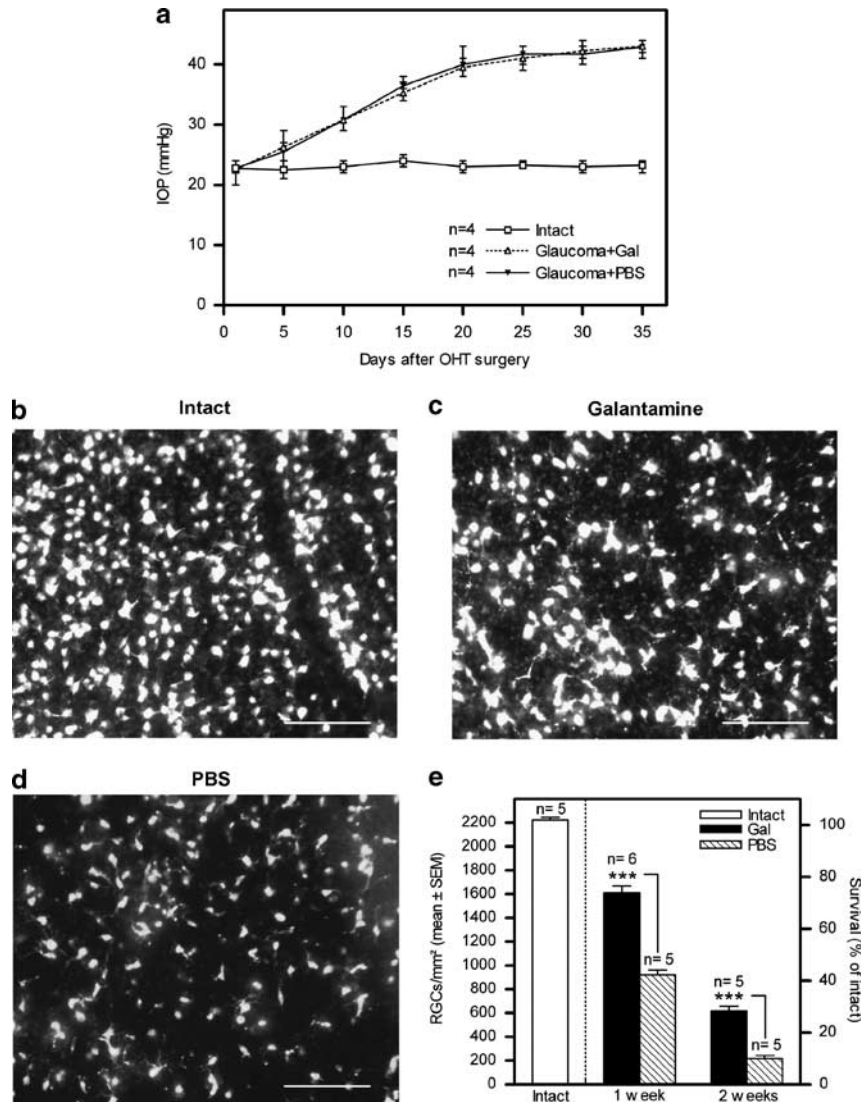 a
IOP (mmHg)
40
30
20
10
0
n=4 Intact
n=4 Glaucoma+Gal
n=4 Glaucoma+PBS
0 5 10 15 20 25 30 35
Days after OHT surgery
b Intact
c Galantamine
d PBS
e
RGCs/mm² (mean ± SEM)
2200
2000
1800
1600
1400
1200
1000
800
600
400
200
0
n= 5
n= 6
***
n= 5
n= 5
***
n= 5
Intact
Gal
PBS
100
80
60
40
20
0
Survival (% of intact)
Intact 1 week 2 weeks